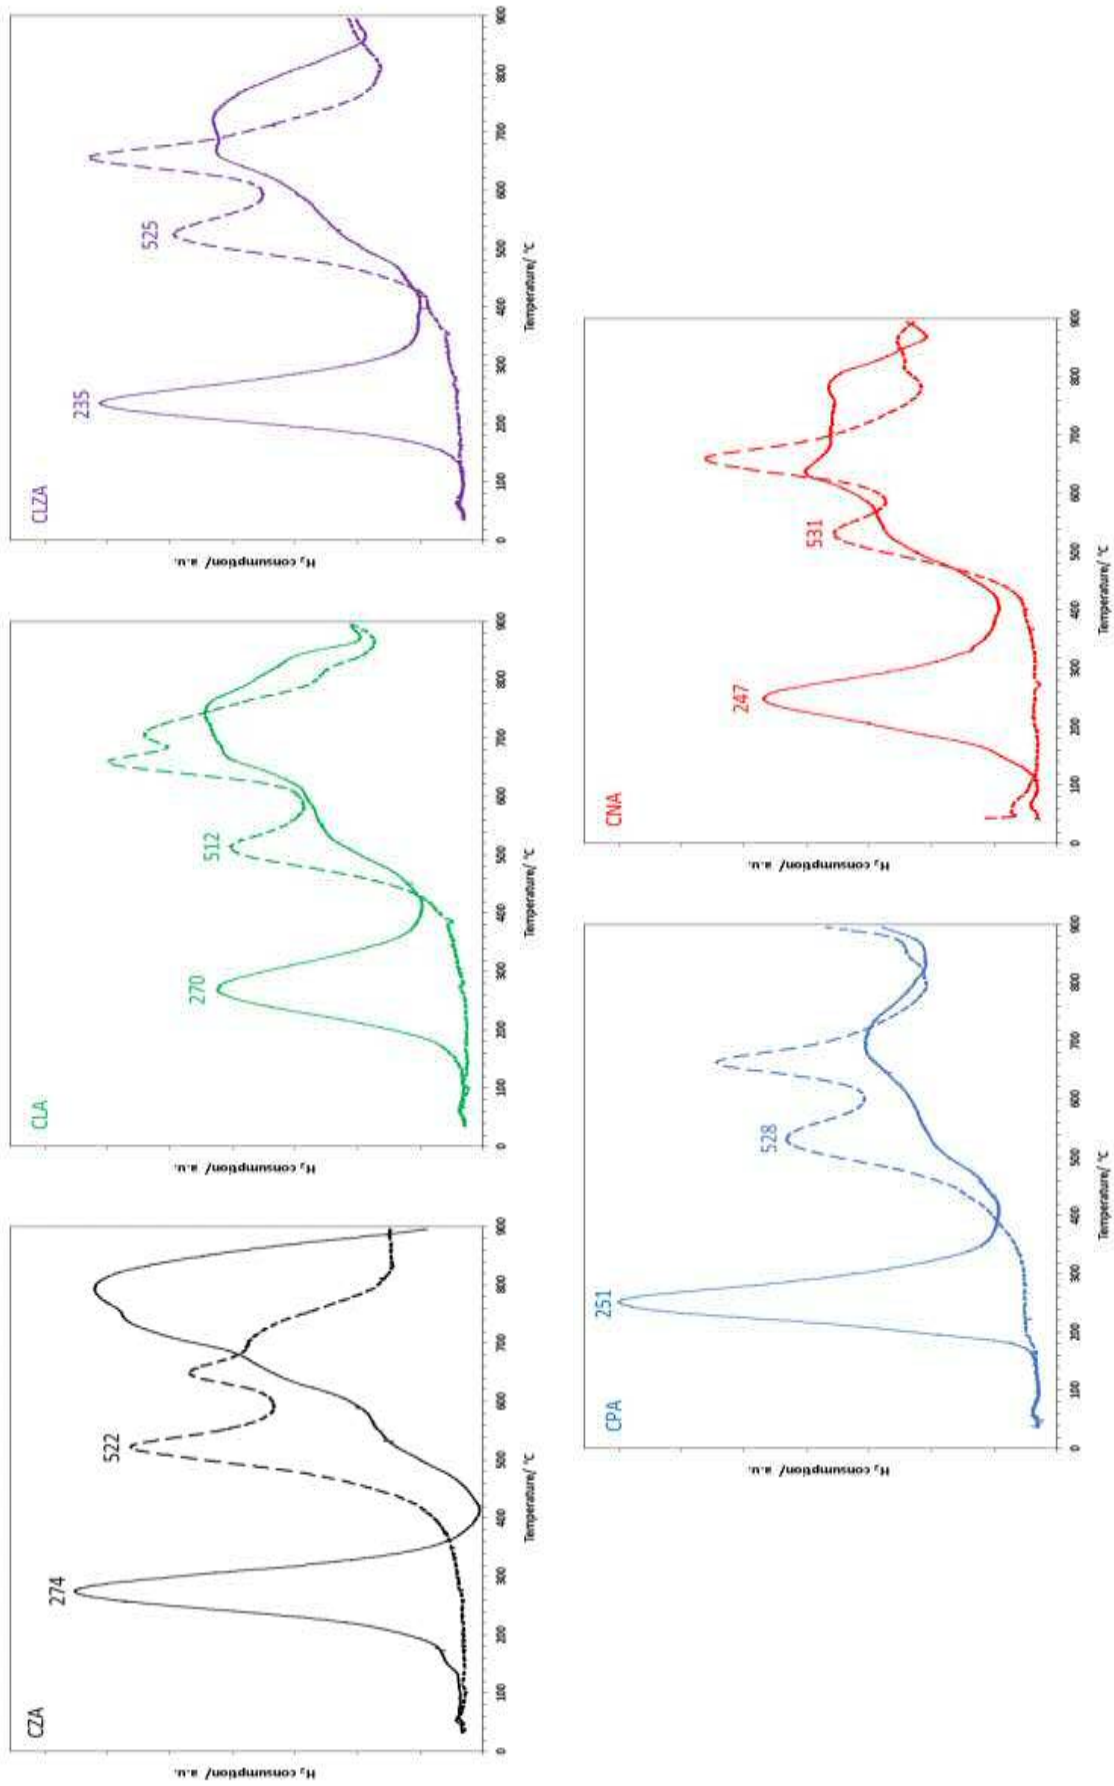 CZA
274
522
H2 consumption/ a.u.
0 100 200 300 400 500 600 700 800 900
Temperature/ °C
CLA
270
512
H2 consumption/ a.u.
0 100 200 300 400 500 600 700 800 900
Temperature/ °C
CLZA
235
525
H2 consumption/ a.u.
0 100 200 300 400 500 600 700 800 900
Temperature/ °C
CPA
251
528
H2 consumption/ a.u.
0 100 200 300 400 500 600 700 800 900
Temperature/ °C
CNA
247
531
H2 consumption/ a.u.
0 100 200 300 400 500 600 700 800 900
Temperature/ °C